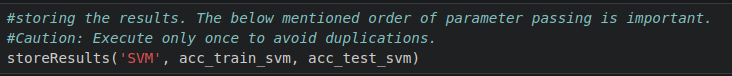 #storing the results. The below mentioned order of parameter passing is important.
#Caution: Execute only once to avoid duplications.
storeResults('SVM', acc_train_svm, acc_test_svm)